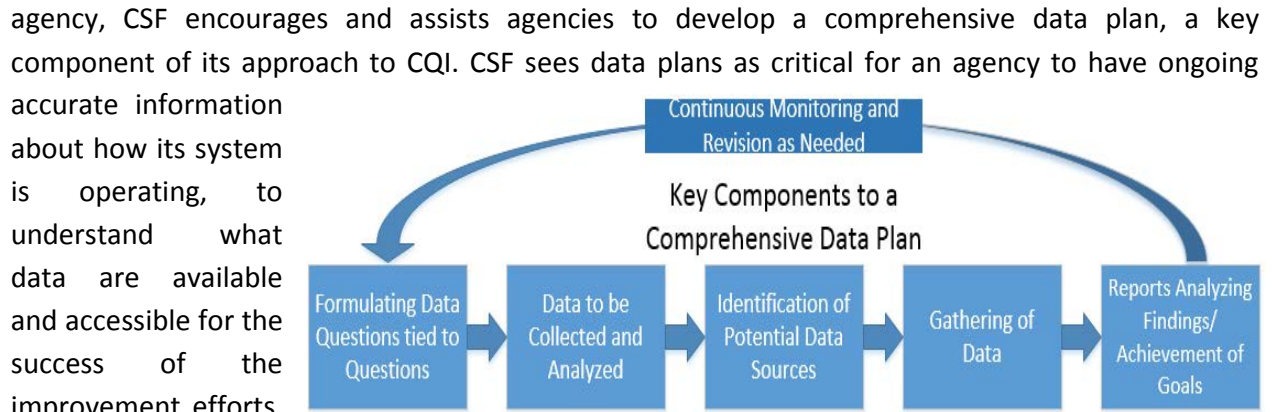 agency, CSF encourages and assists agencies to develop a comprehensive data plan, a key
component of its approach to CQI. CSF sees data plans as critical for an agency to have ongoing
accurate information
about how its system
is operating, to
understand what
data are available
and accessible for the
success of the
improvement efforts,
Continuous Monitoring and
Revision as Needed
Key Components to a
Comprehensive Data Plan
Formulating Data
Questions tied to
Questions
Data to be
Collected and
Analyzed
Identification of
Potential Data
Sources
Gathering of
Data
Reports Analyzing
Findings/
Achievement of
Goals